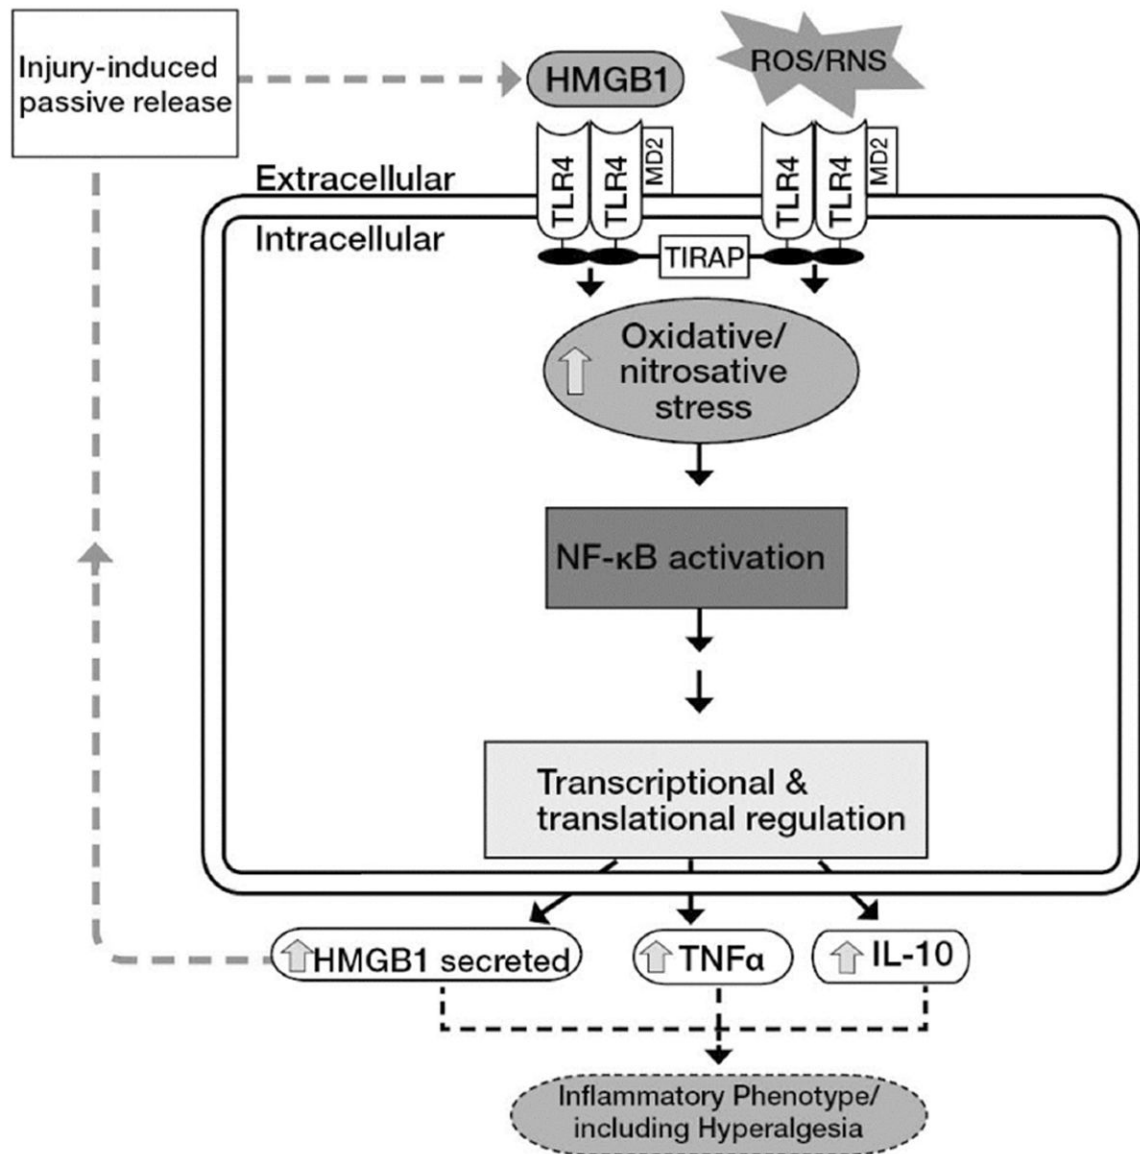 Injury-induced
passive release
HMGB1
ROS/RNS
TLR4
TLR4
MD2
TLR4
TLR4
MD2
Extracellular
Intracellular
TIRAP
Oxidative/
nitrosative
stress
NF-κB activation
Transcriptional &
translational regulation
HMGB1 secreted
TNFα
IL-10
Inflammatory Phenotype/
including Hyperalgesia